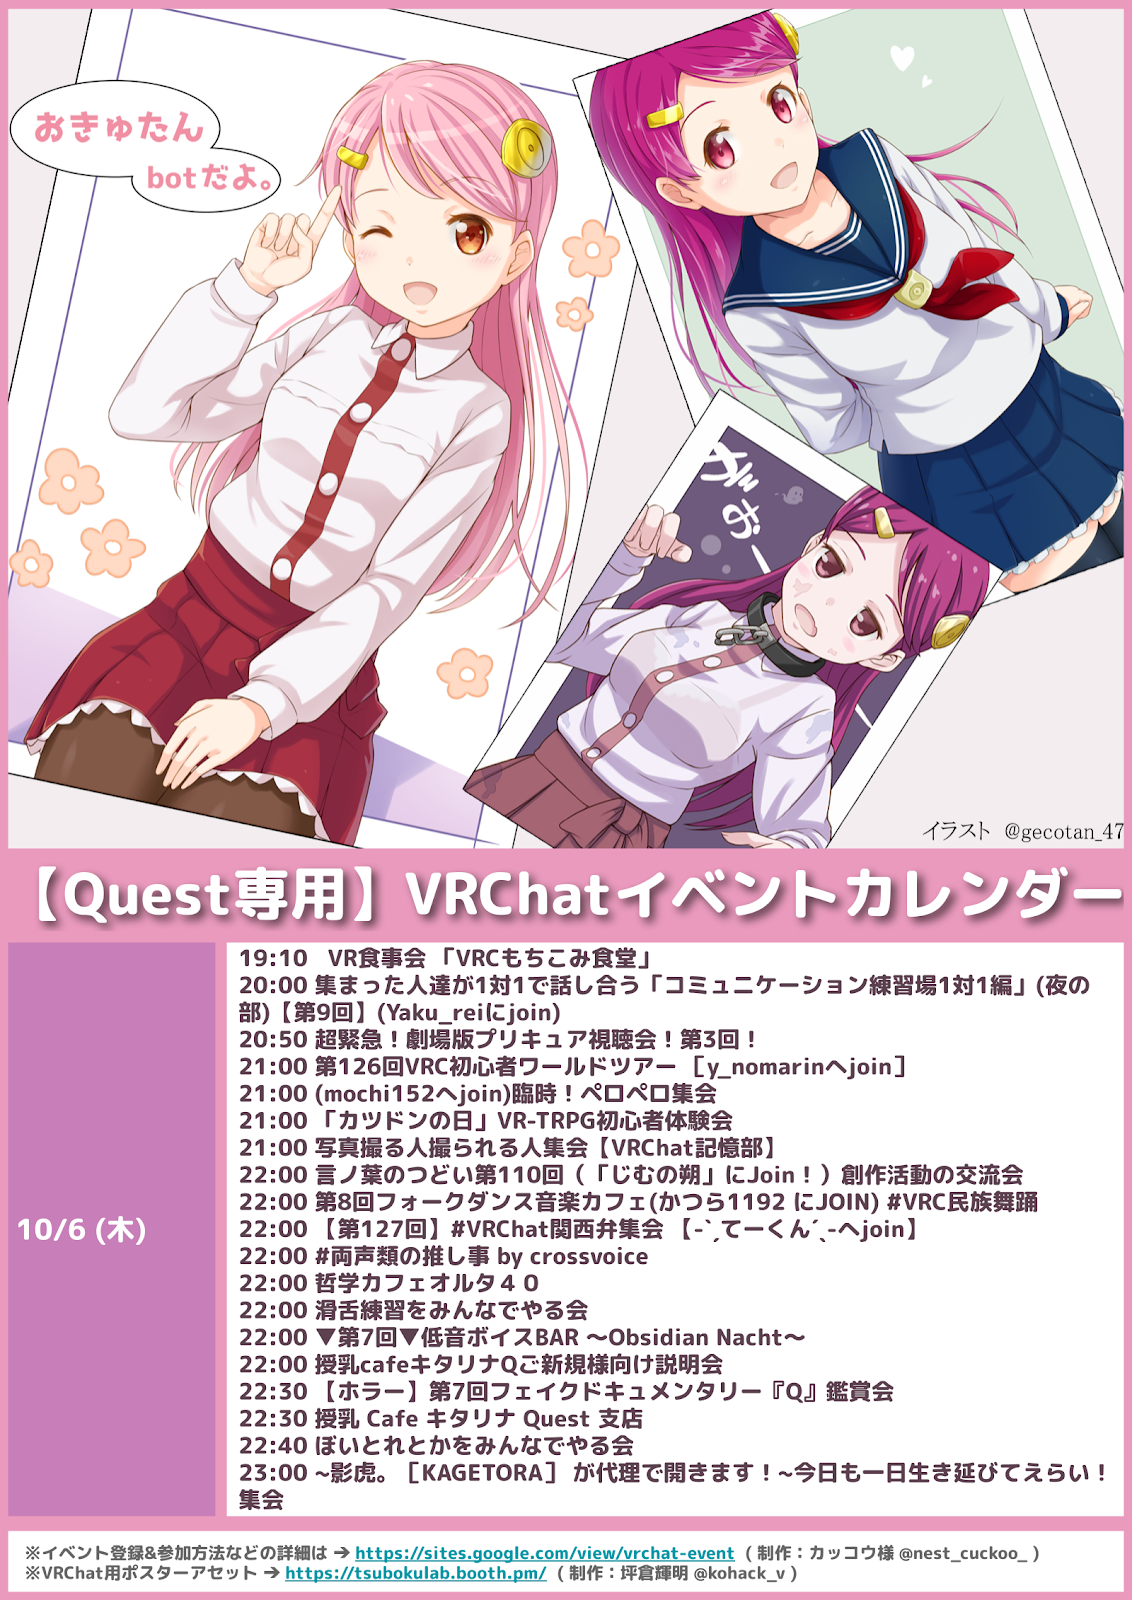 おきゅたん
botだよ。
がおー
イラスト @gecotan_47
【Quest専用】VRChatイベントカレンダー
10/6 (木)
19:10 VR食事会 「VRCもちこみ食堂」
20:00 集まった人達が1対1で話し合う「コミュニケーション練習場1対1編」(夜の
部)【第9回】(Yaku_reiにjoin)
20:50 超緊急！劇場版プリキュア視聴会！第3回！
21:00 第126回VRC初心者ワールドツアー ［y_nomarinへjoin］
21:00 (mochi152へjoin)臨時！ペロペロ集会
21:00 「カツドンの日」VR-TRPG初心者体験会
21:00 写真撮る人撮られる人集会【VRChat記憶部】
22:00 言ノ葉のつどい第110回（「じむの朔」にJoin！）創作活動の交流会
22:00 第8回フォークダンス音楽カフェ(かつら1192 にJOIN) #VRC民族舞踊
22:00 【第127回】#VRChat関西弁集会 【-ˋˏてーくんˊˎ-へjoin】
22:00 #両声類の推し事 by crossvoice
22:00 哲学カフェオルタ４０
22:00 滑舌練習をみんなでやる会
22:00 ▼第7回▼低音ボイスBAR ～Obsidian Nacht～
22:00 授乳cafeキタリナQご新規様向け説明会
22:30 【ホラー】第7回フェイクドキュメンタリー『Q』鑑賞会
22:30 授乳 Cafe キタリナ Quest 支店
22:40 ぼいとれとかをみんなでやる会
23:00 ~影虎。［KAGETORA］ が代理で開きます！~今日も一日生き延びてえらい！
集会
※イベント登録&参加方法などの詳細は → https://sites.google.com/view/vrchat-event ( 制作：カッコウ様 @nest_cuckoo_ )
※VRChat用ポスターアセット → https://tsubokulab.booth.pm/ ( 制作：坪倉輝明 @kohack_v )